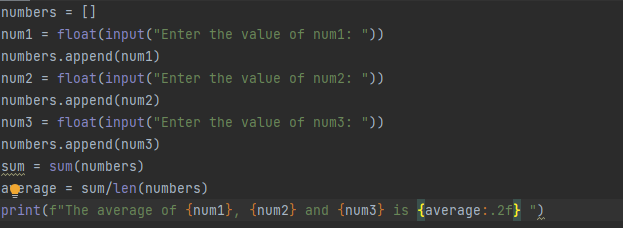 numbers = []
num1 = float(input("Enter the value of num1: "))
numbers.append(num1)
num2 = float(input("Enter the value of num2: "))
numbers.append(num2)
num3 = float(input("Enter the value of num3: "))
numbers.append(num3)
sum = sum(numbers)
average = sum/len(numbers)
print(f"The average of {num1}, {num2} and {num3} is {average:.2f} ")